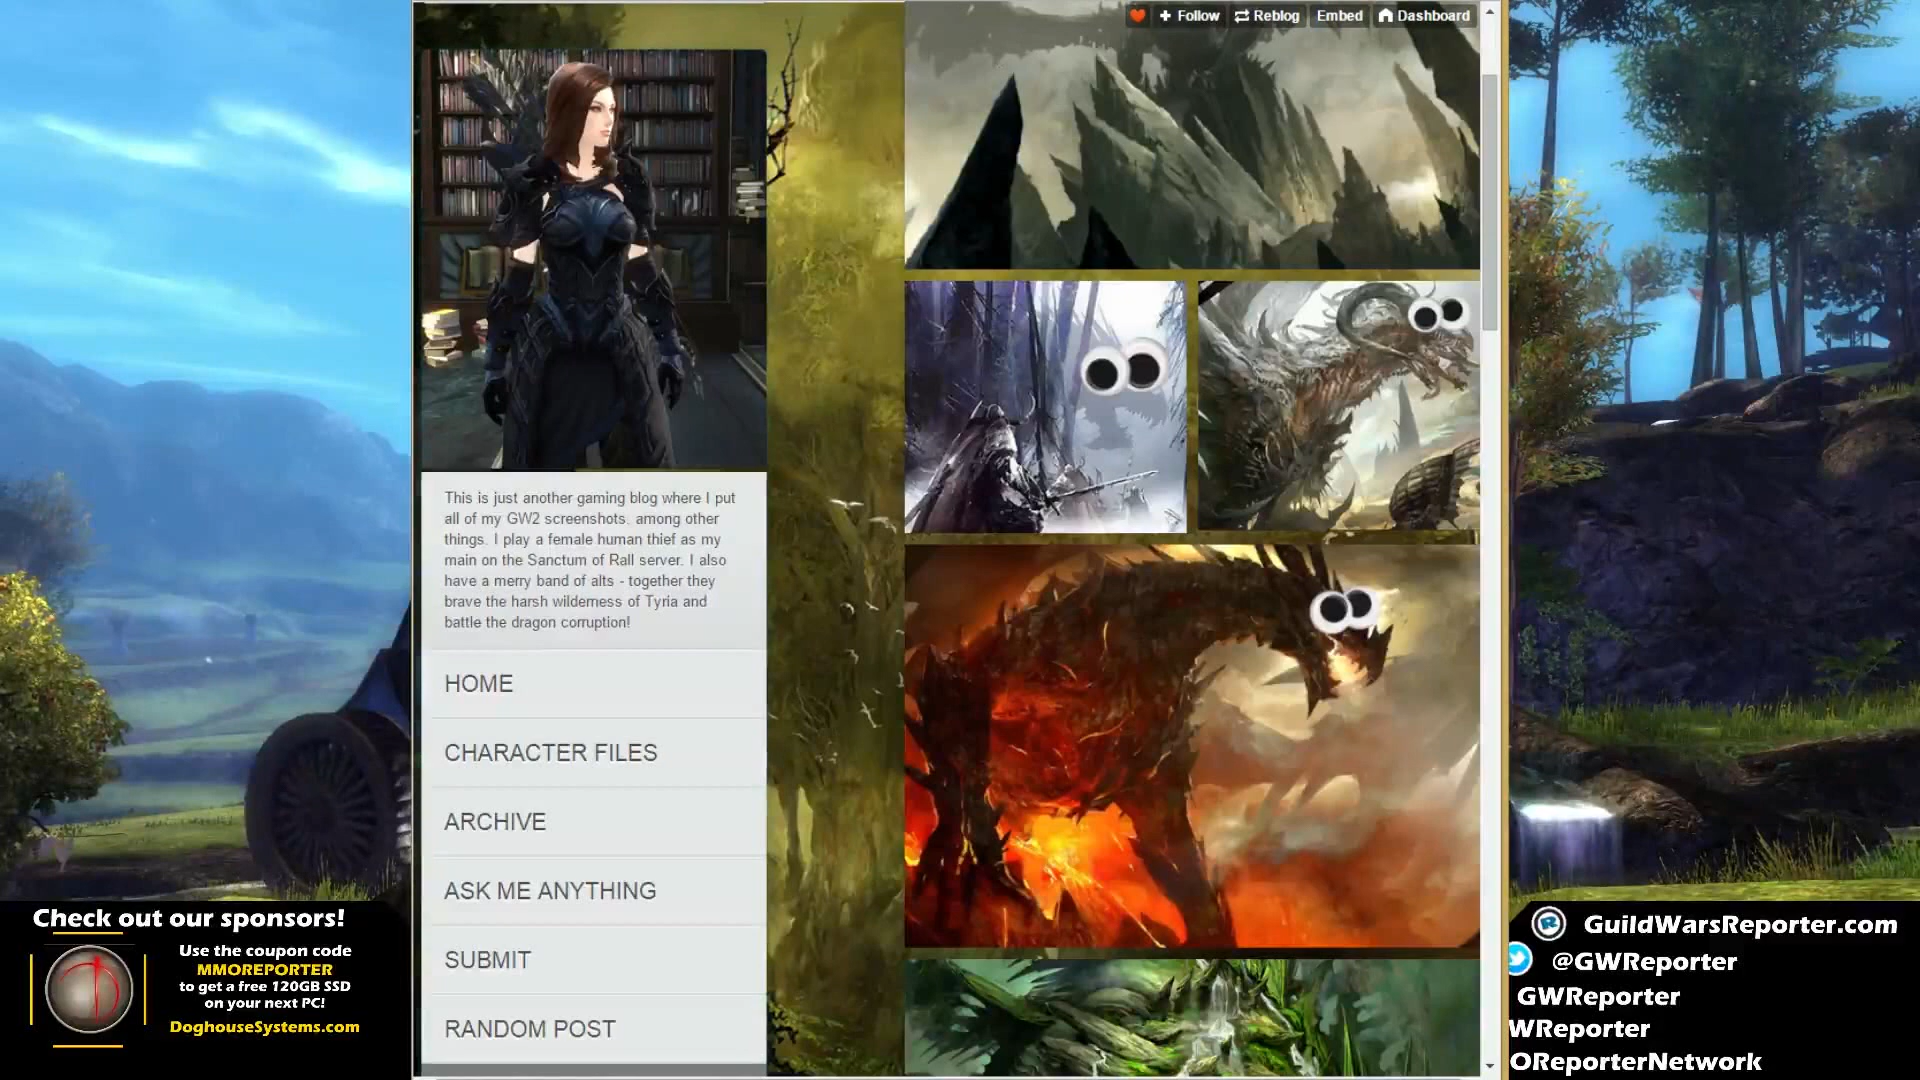 Follow
Reblog
Embed
Dashboard
This is just another gaming blog where I put
all of my GW2 screenshots. among other
things. I play a female human thief as my
main on the Sanctum of Rall server. I also
have a merry band of alts - together they
brave the harsh wilderness of Tyria and
battle the dragon corruption!
HOME
CHARACTER FILES
ARCHIVE
ASK ME ANYTHING
SUBMIT
RANDOM POST
Check out our sponsors!
Use the coupon code
MMOREPORTER
to get a free 120GB SSD
on your next PC!
DoghouseSystems.com
GuildWarsReporter.com
@GWReporter
GWReporter
WReporter
OReporterNetwork